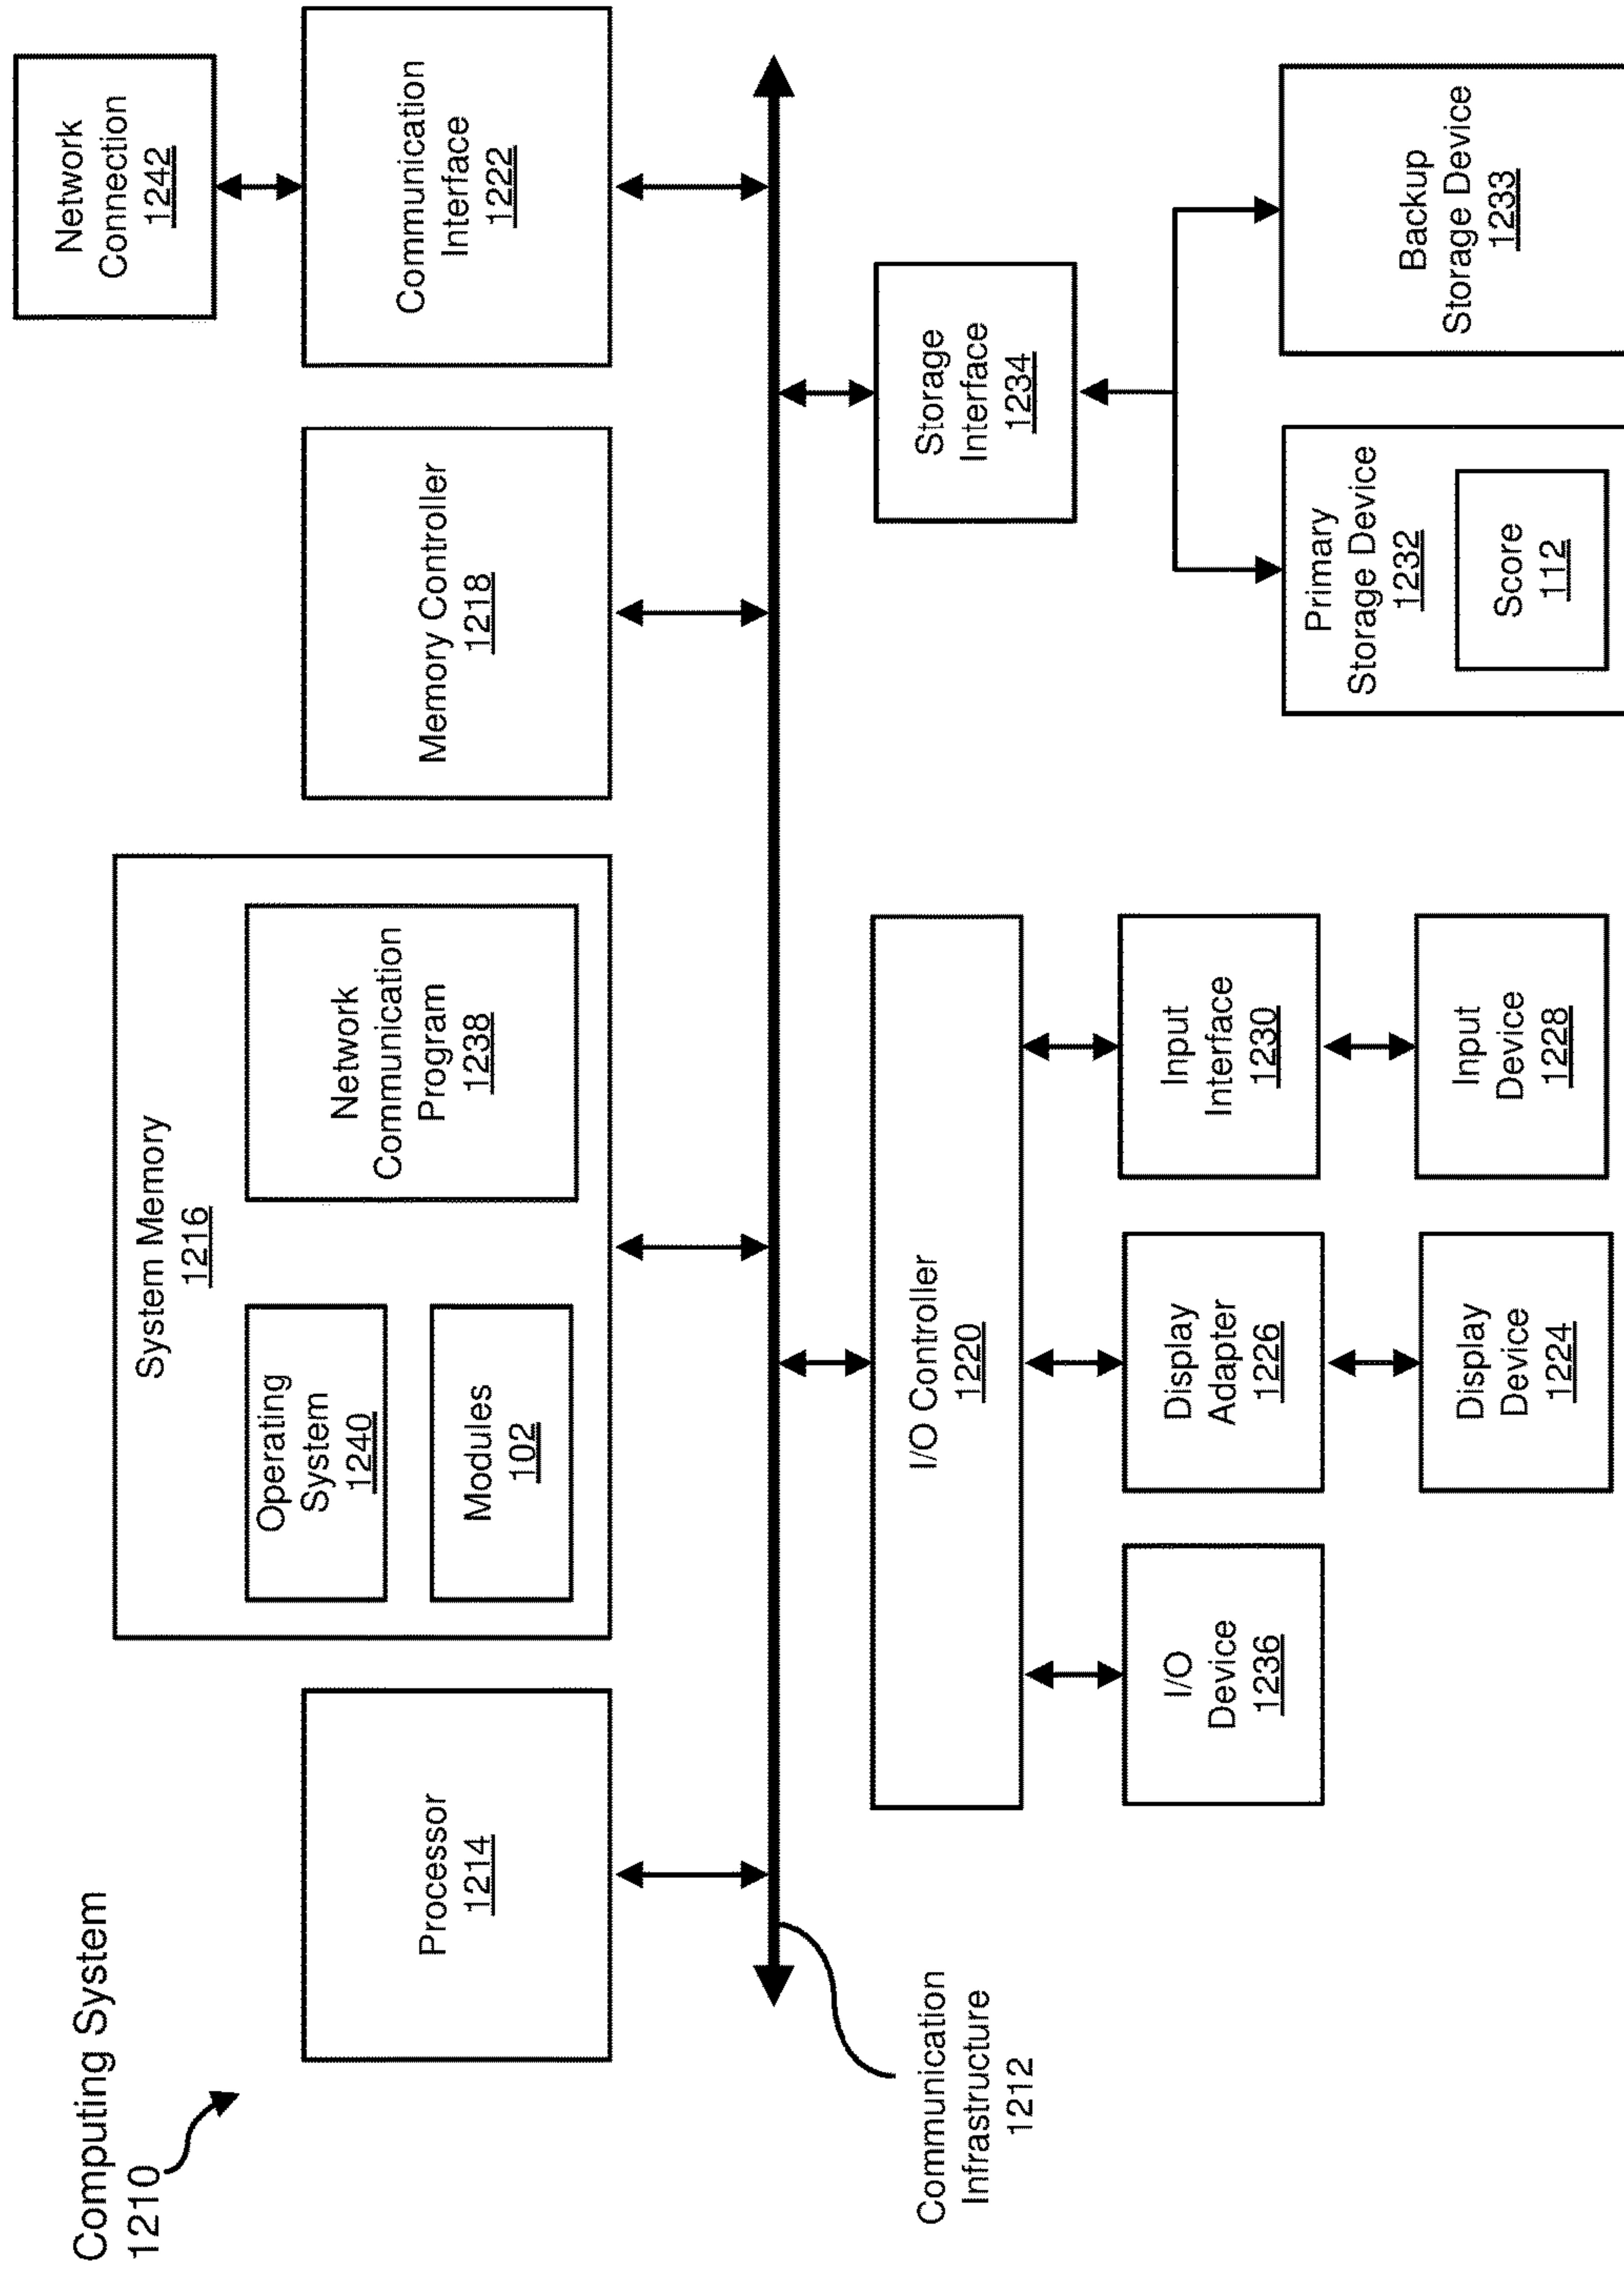 Computing System
1210
Processor
1214
System Memory
1216
Operating
System
1240
Modules
102
Network
Communication
Program
1238
Memory Controller
1218
Network
Connection
1242
Communication
Interface
1222
Communication
Infrastructure
1212
I/O Controller
1220
I/O
Device
1236
Display
Adapter
1226
Display
Device
1224
Input
Interface
1230
Input
Device
1228
Storage
Interface
1234
Primary
Storage Device
1232
Score
112
Backup
Storage Device
1233